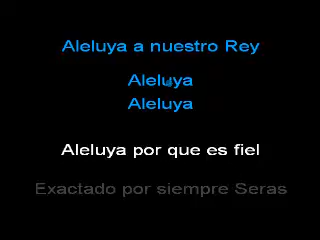 Aleluya a nuestro Rey
Aleluya
Aleluya
Aleluya por que es fiel
Exactado por siempre Seras